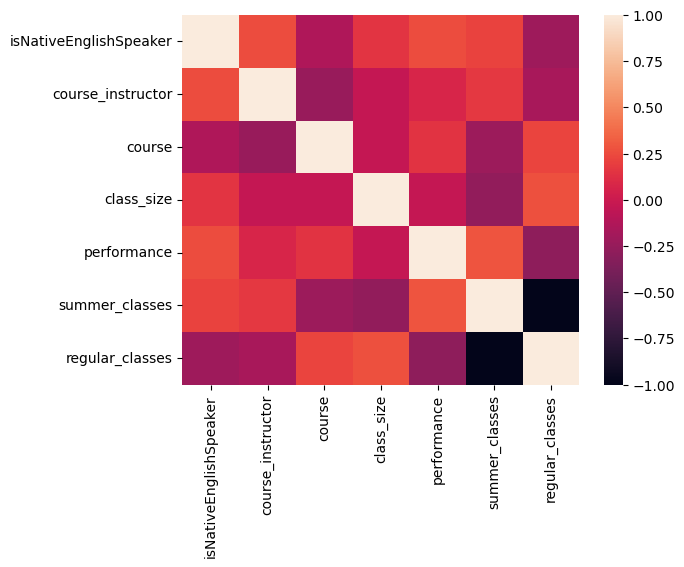 isNativeEnglishSpeaker
course_instructor
course
class_size
performance
summer_classes
regular_classes
isNativeEnglishSpeaker
course_instructor
course
class_size
performance
summer_classes
regular_classes
1.00
0.75
0.50
0.25
0.00
−0.25
−0.50
−0.75
−1.00